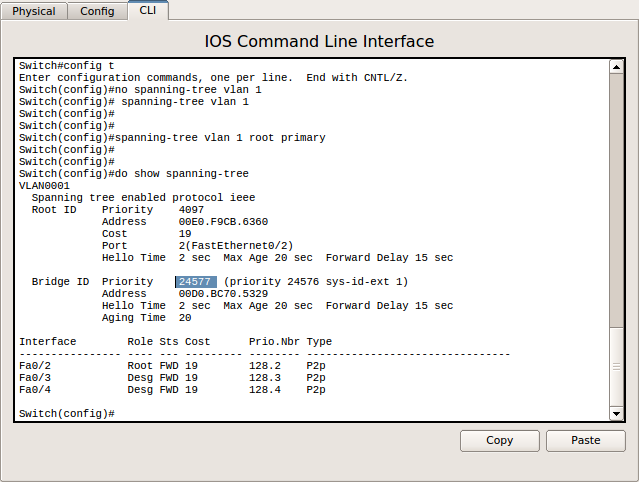 Physical Config CLI
IOS Command Line Interface
Switch#config t
Enter configuration commands, one per line.  End with CNTL/Z.
Switch(config)#no spanning-tree vlan 1
Switch(config)# spanning-tree vlan 1
Switch(config)#
Switch(config)#
Switch(config)#spanning-tree vlan 1 root primary
Switch(config)#
Switch(config)#
Switch(config)#do show spanning-tree
VLAN0001
  Spanning tree enabled protocol ieee
  Root ID    Priority    4097
             Address     00E0.F9CB.6360
             Cost        19
             Port        2(FastEthernet0/2)
             Hello Time  2 sec  Max Age 20 sec  Forward Delay 15 sec
  Bridge ID  Priority    24577  (priority 24576 sys-id-ext 1)
             Address     00D0.BC70.5329
             Hello Time  2 sec  Max Age 20 sec  Forward Delay 15 sec
             Aging Time  20
Interface        Role Sts Cost      Prio.Nbr Type
---------------- ---- --- --------- -------- --------------------------------
Fa0/2            Root FWD 19        128.2    P2p
Fa0/3            Desg FWD 19        128.3    P2p
Fa0/4            Desg FWD 19        128.4    P2p
Switch(config)#
Copy Paste